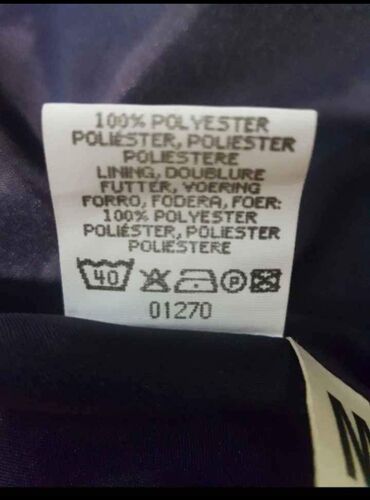 100% POLYESTER
POLIÉSTER, POLIESTER
POLIESTERE
LINING, DOUBLURE
FUTTER, VOERING
FORRO, FODERA, FOER:
100% POLYESTER
POLIÉSTER, POLIESTER
POLIESTERE
40 P
01270
M